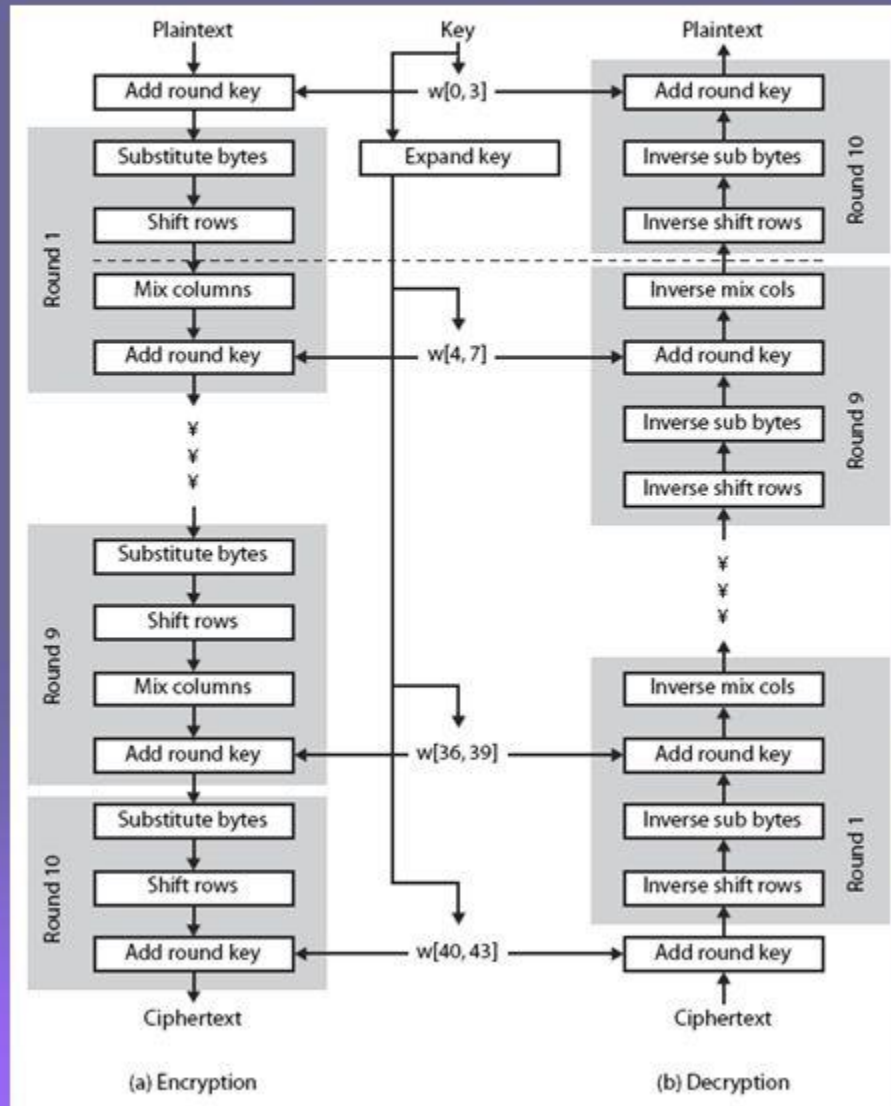 Plaintext
Add round key
Round 1
Substitute bytes
Shift rows
Mix columns
Add round key
¥
¥
¥
Round 9
Substitute bytes
Shift rows
Mix columns
Add round key
Round 10
Substitute bytes
Shift rows
Add round key
Ciphertext
(a) Encryption
Key
w[0, 3]
Expand key
w[4, 7]
w[36, 39]
w[40, 43]
Plaintext
Add round key
Inverse sub bytes
Inverse shift rows
Round 10
Inverse mix cols
Add round key
Inverse sub bytes
Inverse shift rows
Round 9
¥
¥
¥
Inverse mix cols
Add round key
Inverse sub bytes
Inverse shift rows
Round 1
Add round key
Ciphertext
(b) Decryption